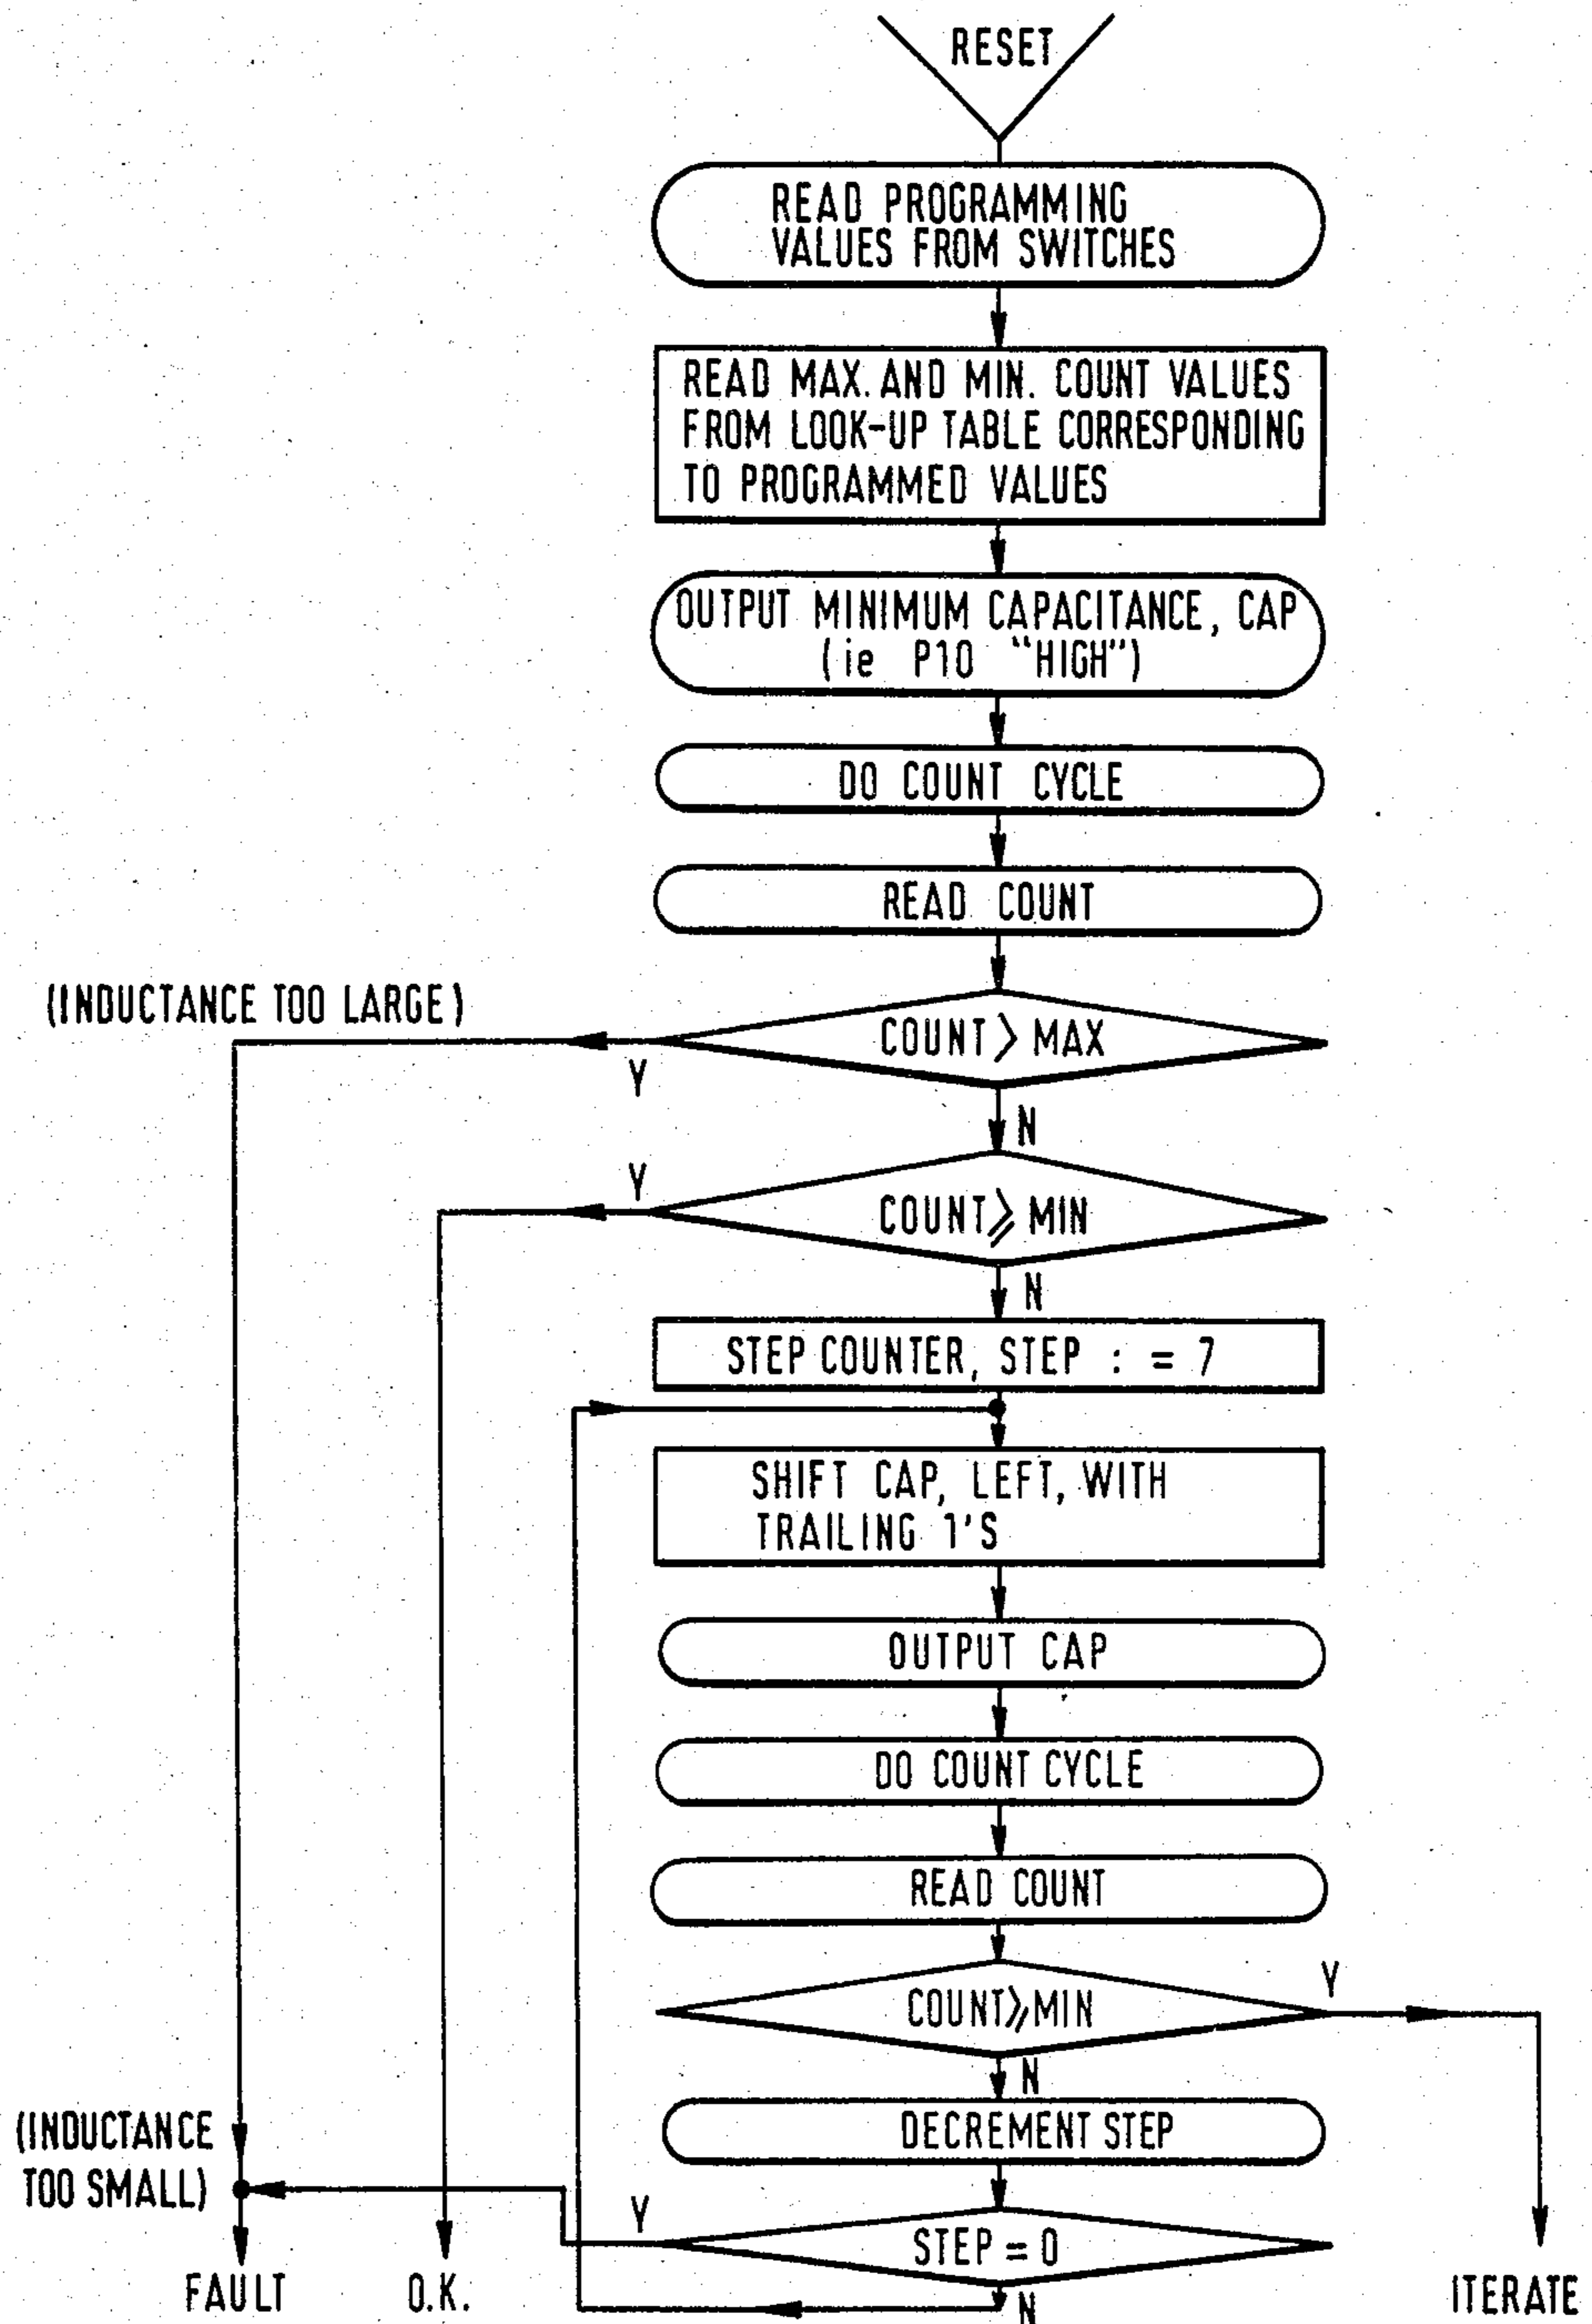 RESET
READ PROGRAMMING
VALUES FROM SWITCHES
READ MAX. AND MIN. COUNT VALUES
FROM LOOK-UP TABLE CORRESPONDING
TO PROGRAMMED VALUES
OUTPUT MINIMUM CAPACITANCE, CAP
(ie P10 "HIGH")
DO COUNT CYCLE
READ COUNT
(INDUCTANCE TOO LARGE)
COUNT > MAX
Y
N
Y
COUNT ⩾ MIN
N
STEP COUNTER, STEP : = 7
SHIFT CAP, LEFT, WITH
TRAILING 1'S
OUTPUT CAP
DO COUNT CYCLE
READ COUNT
Y
COUNT ⩾ MIN
N
DECREMENT STEP
(INDUCTANCE
TOO SMALL)
Y
STEP = 0
N
FAULT
O.K.
ITERATE